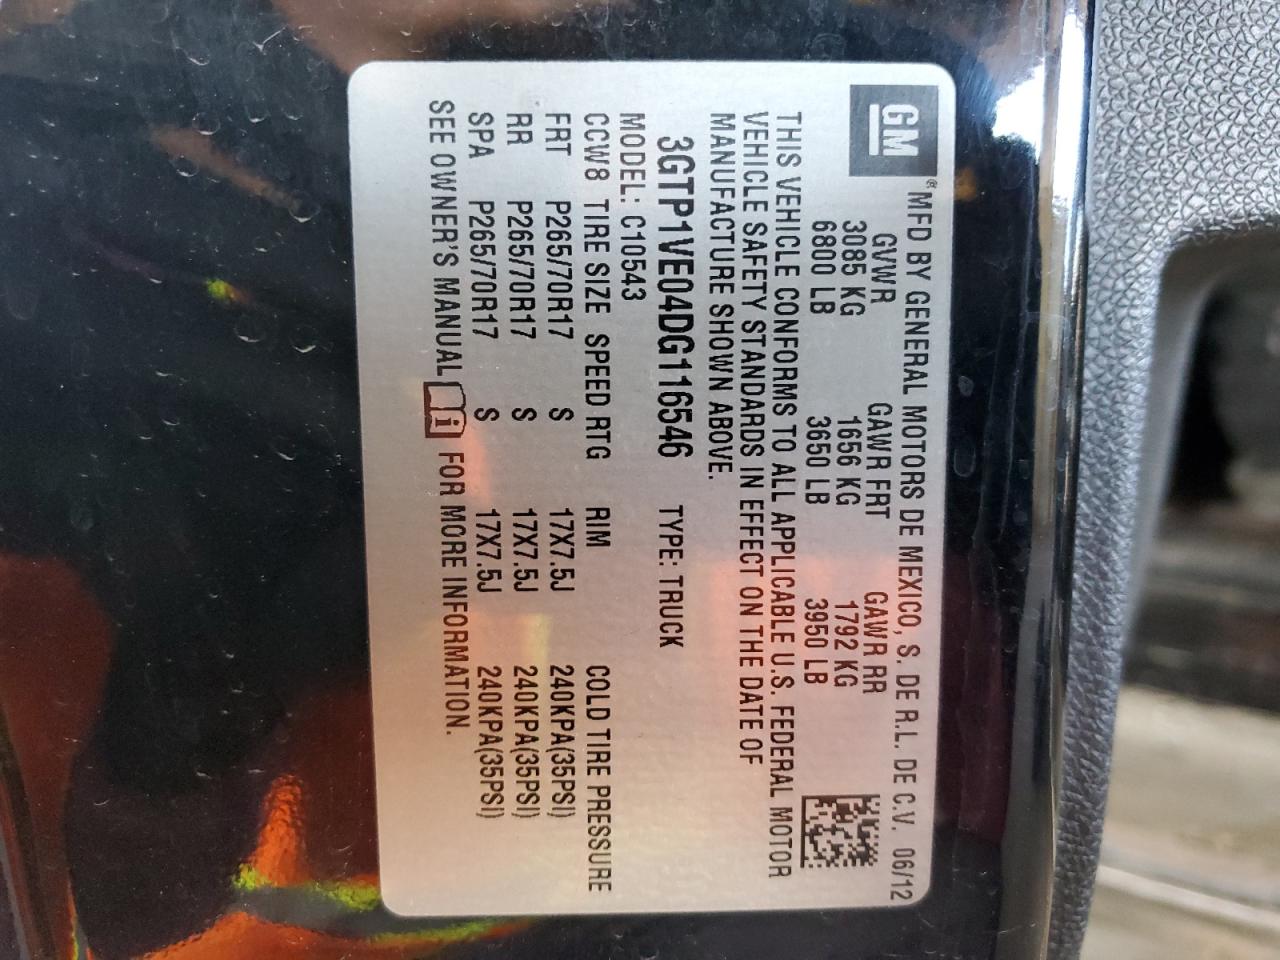 GM
® MFD BY GENERAL MOTORS DE MEXICO, S. DE R.L. DE C.V. 06/12
GVWR GAWR FRT GAWR RR
3085 KG 1656 KG 1792 KG
6800 LB 3650 LB 3950 LB
THIS VEHICLE CONFORMS TO ALL APPLICABLE U.S. FEDERAL MOTOR
VEHICLE SAFETY STANDARDS IN EFFECT ON THE DATE OF
MANUFACTURE SHOWN ABOVE.
3GTP1VE04DG116546 TYPE: TRUCK
MODEL: C10543
CCW8 TIRE SIZE SPEED RTG RIM COLD TIRE PRESSURE
FRT P265/70R17 S 17X7.5J 240KPA(35PSI)
RR P265/70R17 S 17X7.5J 240KPA(35PSI)
SPA P265/70R17 S 17X7.5J 240KPA(35PSI)
SEE OWNER'S MANUAL i FOR MORE INFORMATION.